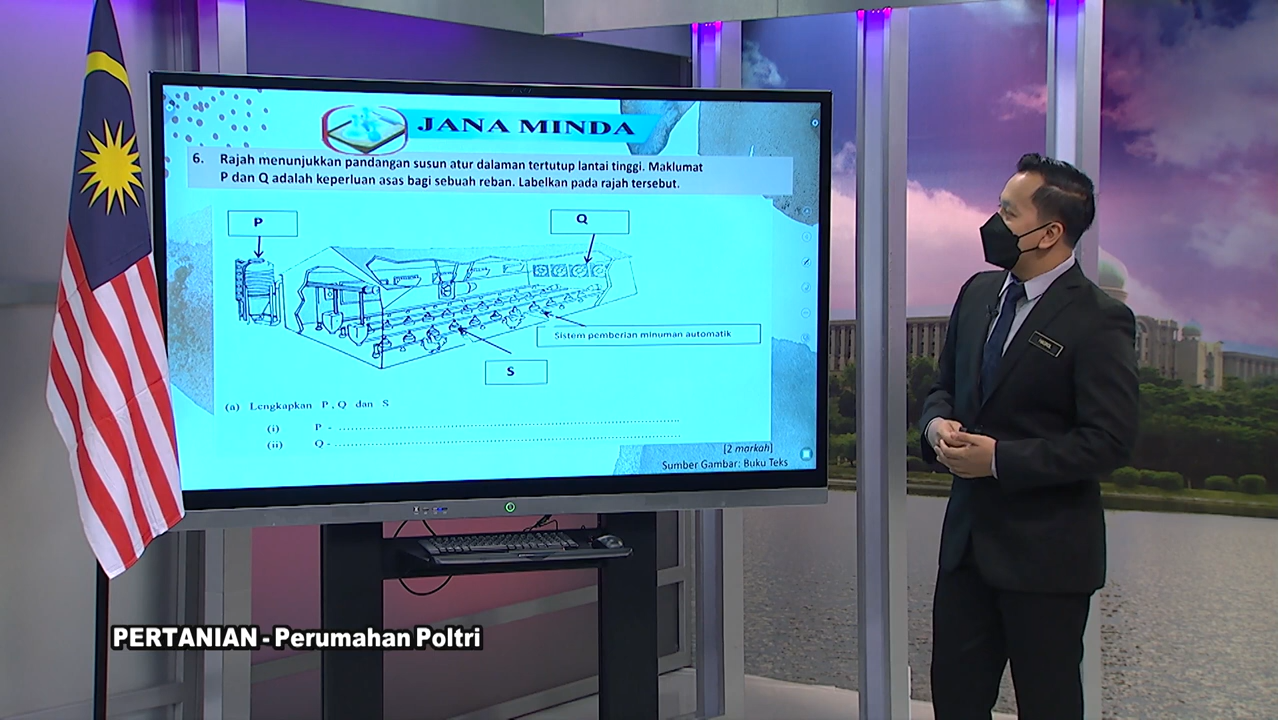 JANA MINDA
6. Rajah menunjukkan pandangan susun atur dalaman tertutup lantai tinggi. Maklumat
P dan Q adalah keperluan asas bagi sebuah reban. Labelkan pada rajah tersebut.
P
Q
Sistem pemberian minuman automatik
S
(a) Lengkapkan P , Q dan S
(i) P - ........................................................................
(ii) Q - ........................................................................
[2 markah]
Sumber Gambar: Buku Teks
PERTANIAN - Perumahan Poltri